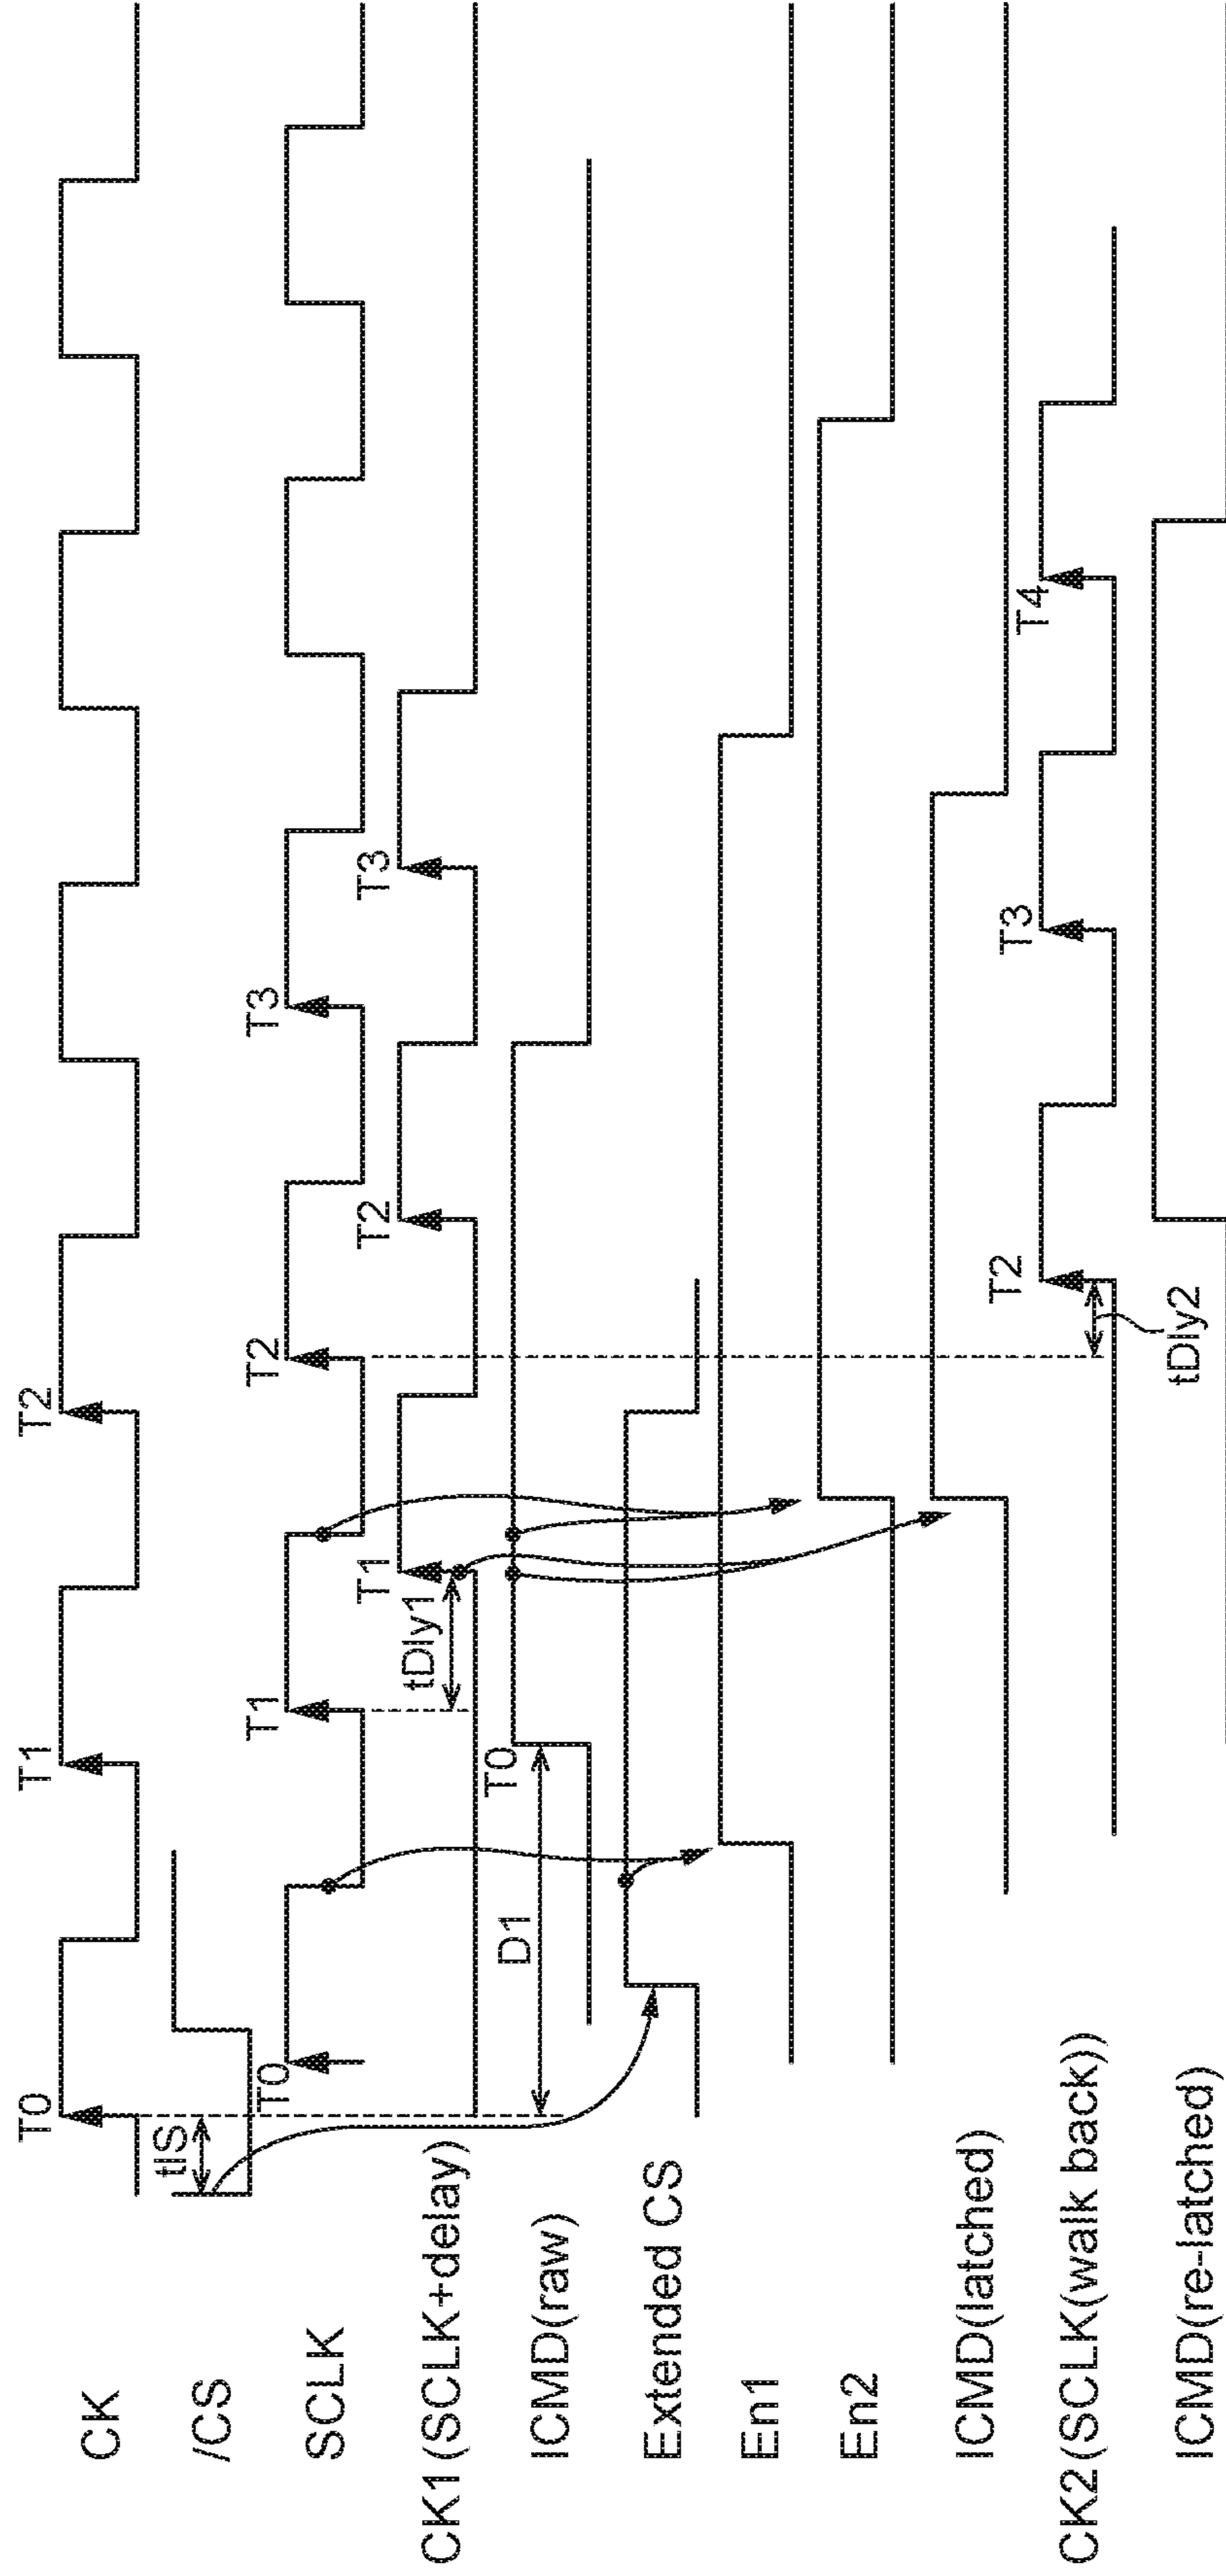 CK T0 T1 T2
/CS tIS
SCLK T0 T1 T2 T3
CK1 (SCLK+delay) tDly1 T1 T2 T3
ICMD(raw) D1 T0
Extended CS
En1
En2
ICMD(latched)
CK2 (SCLK(walk back)) T2 T3 T4
tDly2
ICMD(re-latched)